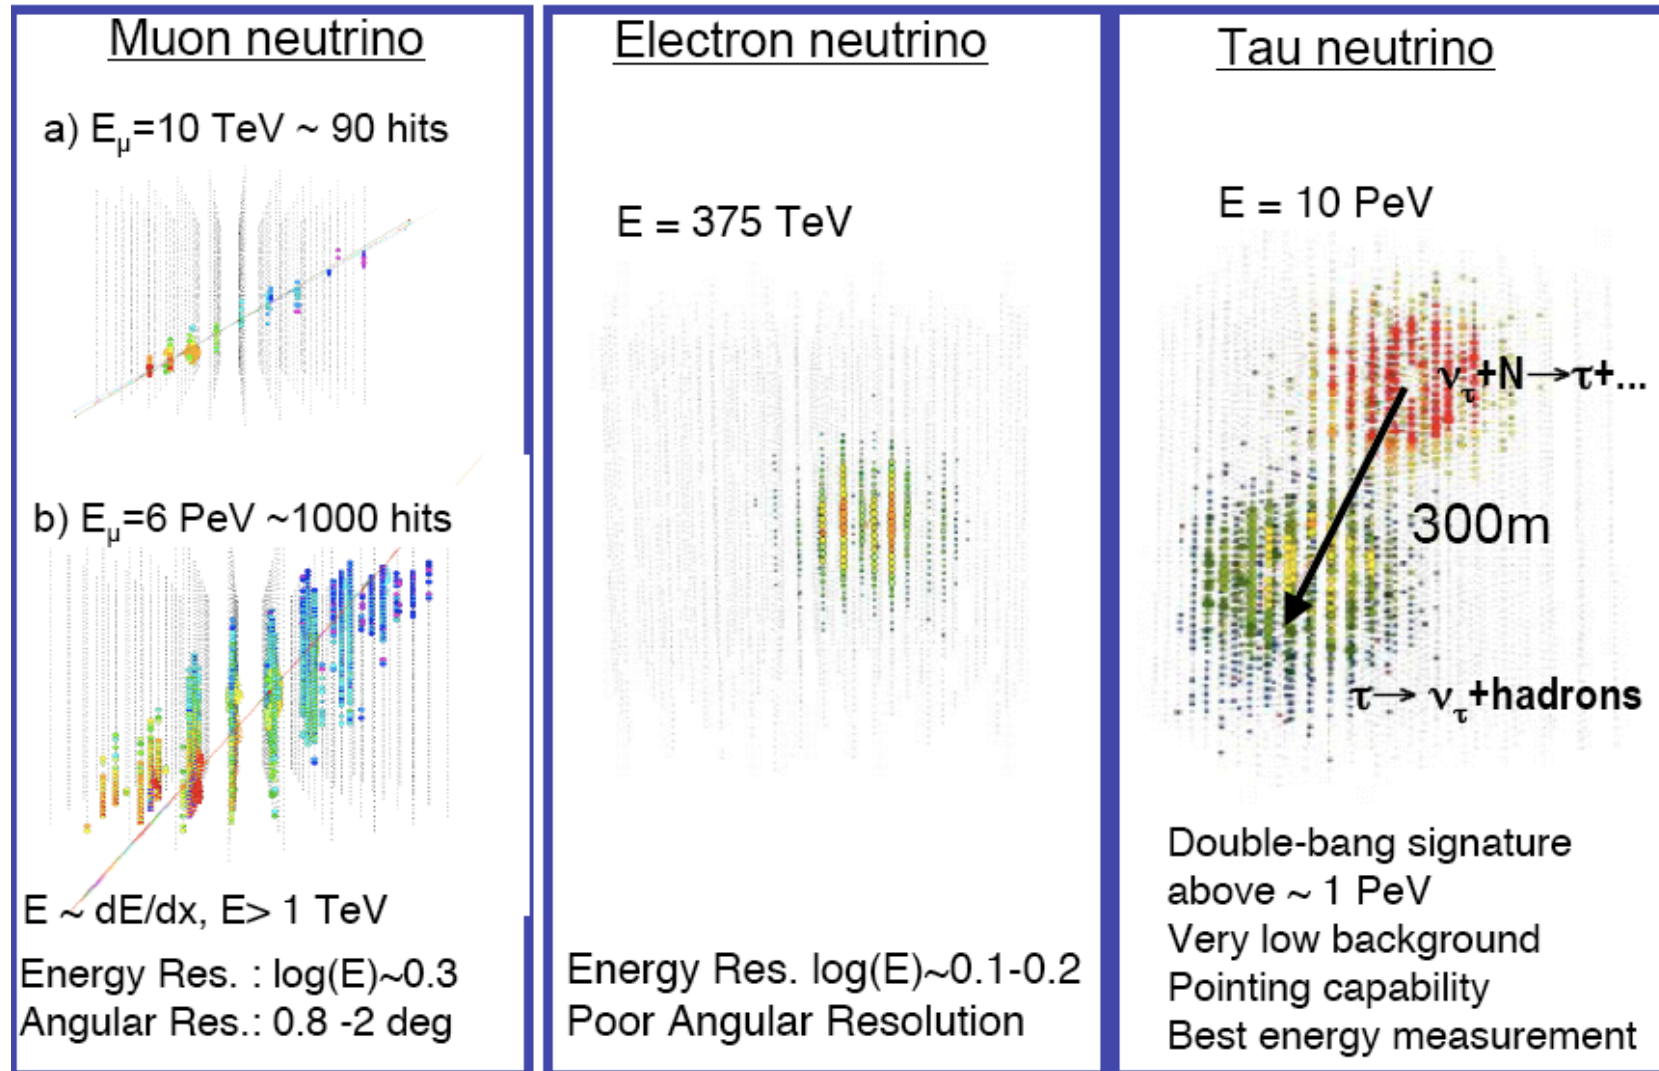 Muon neutrino
a) Eμ=10 TeV ~ 90 hits
b) Eμ=6 PeV ~1000 hits
E ~ dE/dx, E> 1 TeV
Energy Res. : log(E)~0.3
Angular Res.: 0.8 -2 deg
Electron neutrino
E = 375 TeV
Energy Res. log(E)~0.1-0.2
Poor Angular Resolution
Tau neutrino
E = 10 PeV
ντ+N→τ+...
300m
τ→ ντ+hadrons
Double-bang signature
above ~ 1 PeV
Very low background
Pointing capability
Best energy measurement